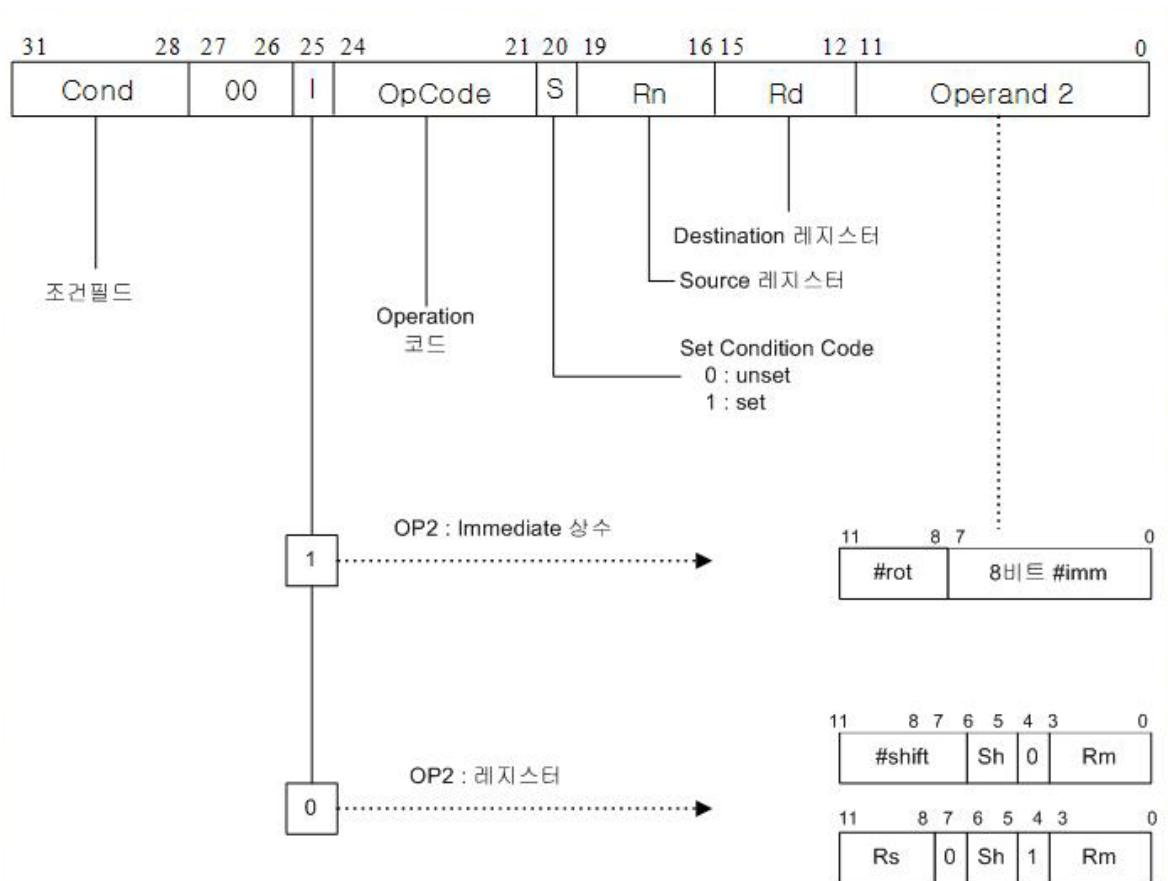 31 28 27 26 25 24 21 20 19 16 15 12 11 0
Cond 00 I OpCode S Rn Rd Operand 2
Destination 레지스터
Source 레지스터
조건필드
Operation
코드
Set Condition Code
0 : unset
1 : set
OP2 : Immediate 상수
1
11 8 7 0
#rot 8비트 #imm
11 8 7 6 5 4 3 0
#shift Sh 0 Rm
OP2 : 레지스터
0
11 8 7 6 5 4 3 0
Rs 0 Sh 1 Rm